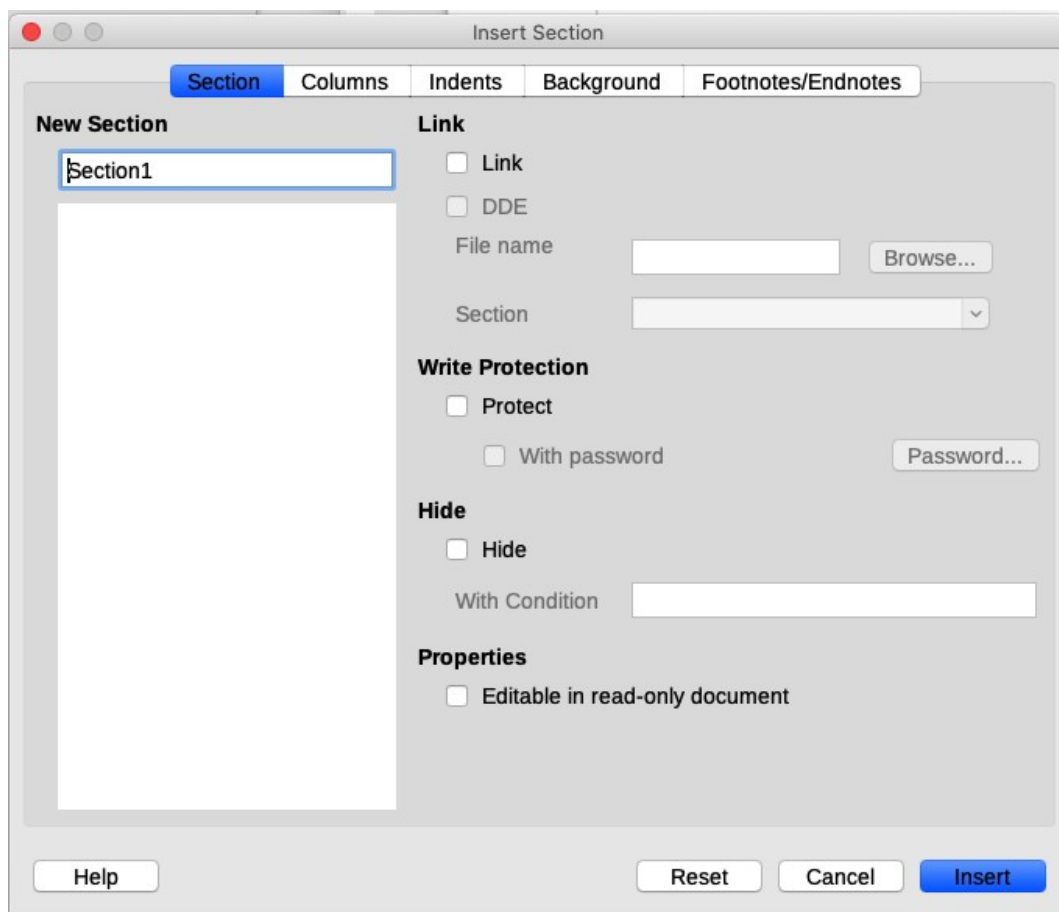 Insert Section
Section Columns Indents Background Footnotes/Endnotes
New Section
Section1
Link
Link
DDE
File name
Browse...
Section
Write Protection
Protect
With password
Password...
Hide
Hide
With Condition
Properties
Editable in read-only document
Help
Reset
Cancel
Insert